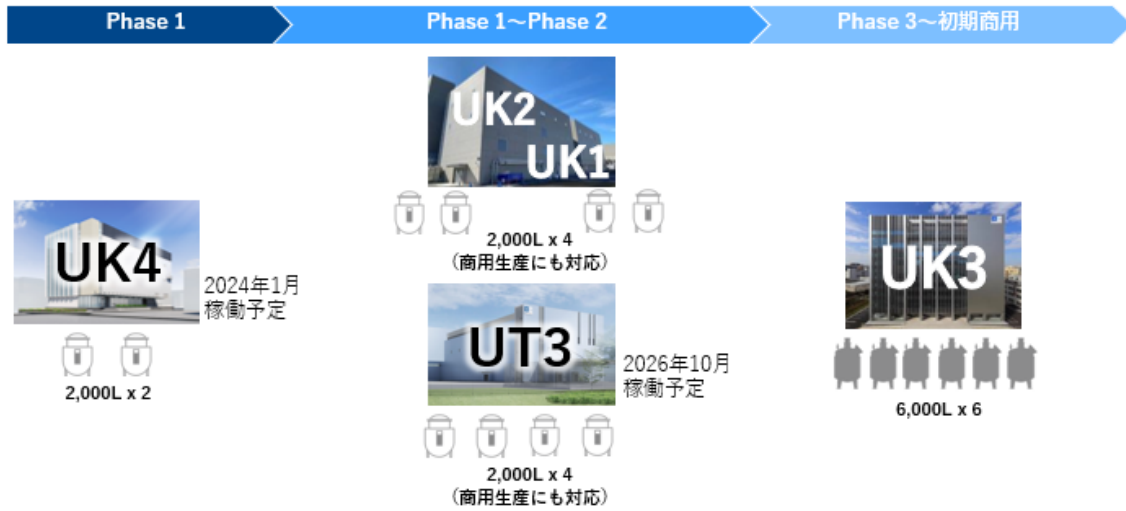 Phase 1
Phase 1～Phase 2
Phase 3～初期商用
UK4
2024年1月
稼働予定
2,000L x 2
UK2
UK1
2,000L x 4
（商用生産にも対応）
UT3
2026年10月
稼働予定
2,000L x 4
（商用生産にも対応）
UK3
6,000L x 6